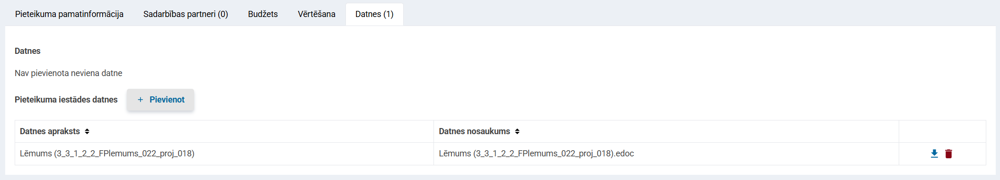 Pieteikuma pamatinformācija Sadarbības partneri (0) Budžets Vērtēšana Datnes (1)
Datnes
Nav pievienota neviena datne
Pieteikuma iestādes datnes + Pievienot
Datnes apraksts Datnes nosaukums
Lēmums (3_3_1_2_2_FPlemums_022_proj_018) Lēmums (3_3_1_2_2_FPlemums_022_proj_018).edoc